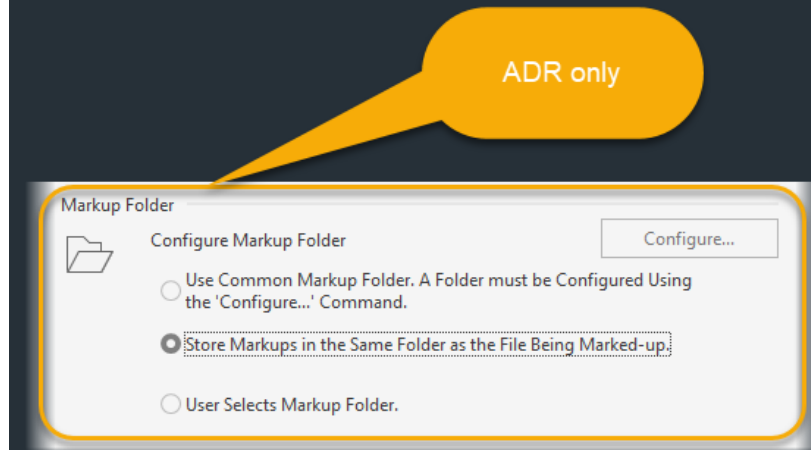 ADR only
Markup Folder
Configure Markup Folder
Configure...
Use Common Markup Folder. A Folder must be Configured Using
the 'Configure...' Command.
Store Markups in the Same Folder as the File Being Marked-up.
User Selects Markup Folder.